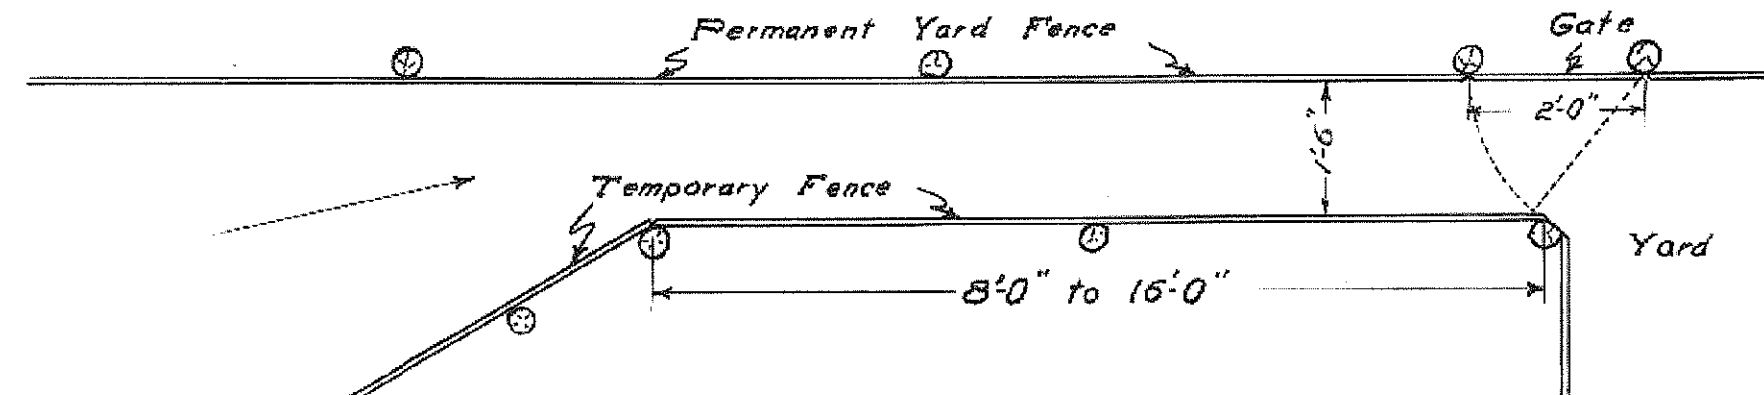 Permanent Yard Fence
Gate
2'-0"
1'-6"
Temporary Fence
Yard
8'-0" to 16'-0"